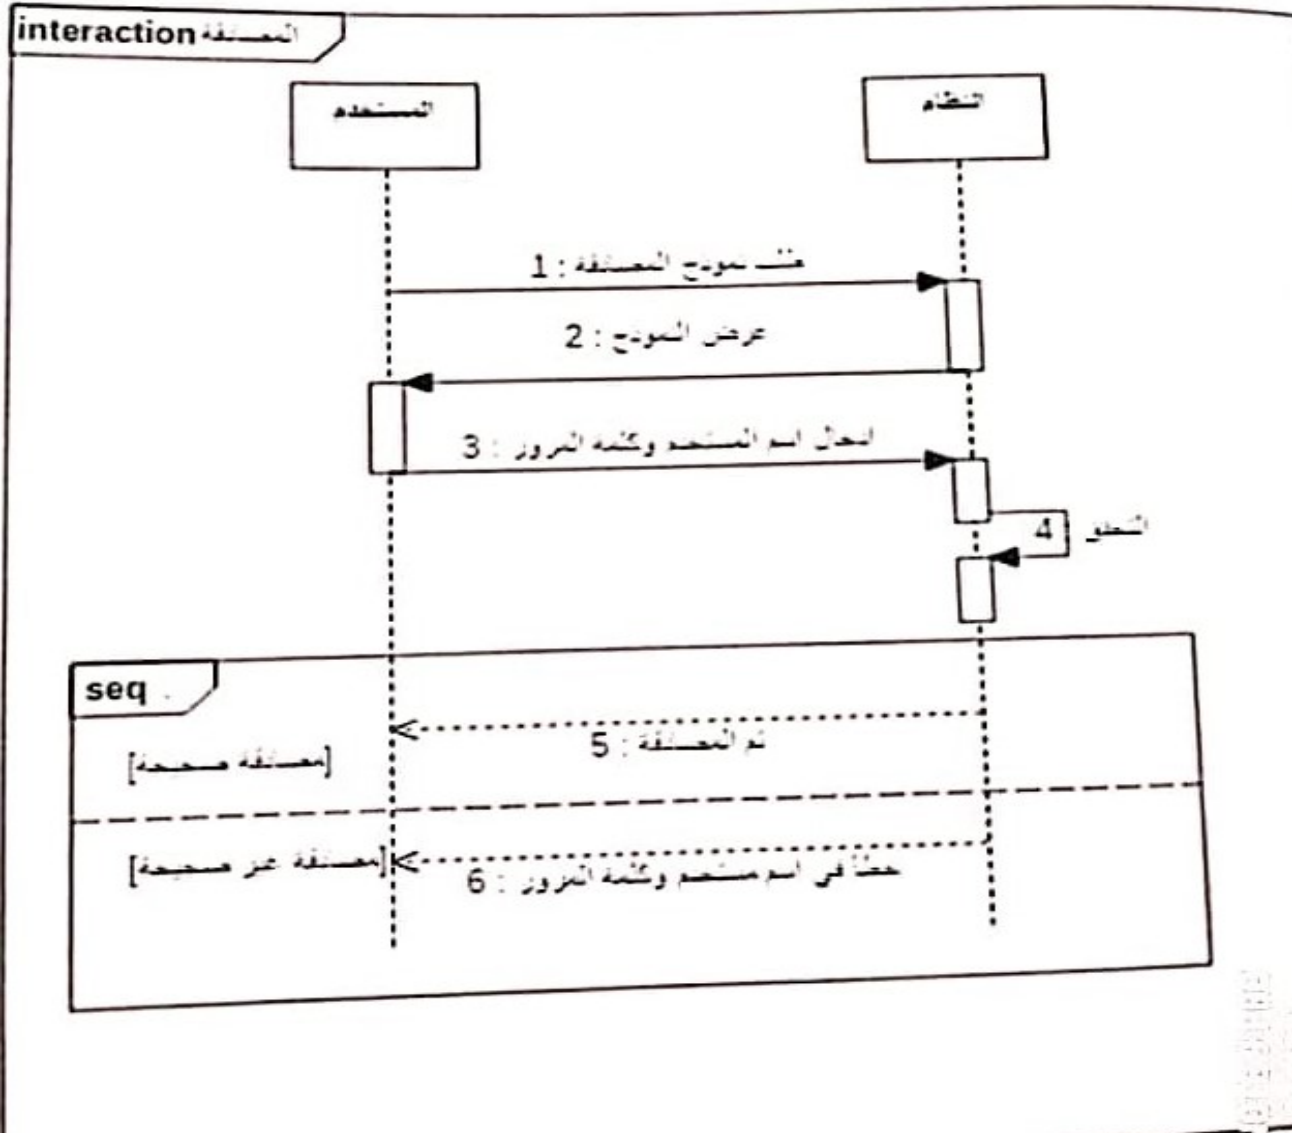 interaction المصادقة
المستخدم
النظام
1 : طلب نموذج المصادقة
2 : عرض النموذج
3 : ادخال اسم المستخدم وكلمة المرور
4 التحقق
seq
5 : تم المصادقة
[مصادقة صحيحة]
6 : خطأ في اسم مستخدم وكلمة المرور
[مصادقة غير صحيحة]